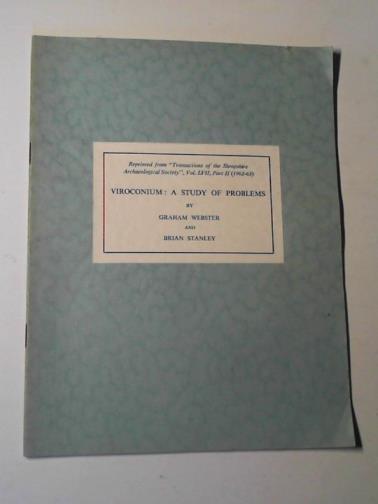 Reprinted from "Transactions of the Shropshire
Archaeological Society", Vol. LVII, Part II (1962-63)
VIROCONIUM: A STUDY OF PROBLEMS
BY
GRAHAM WEBSTER
AND
BRIAN STANLEY